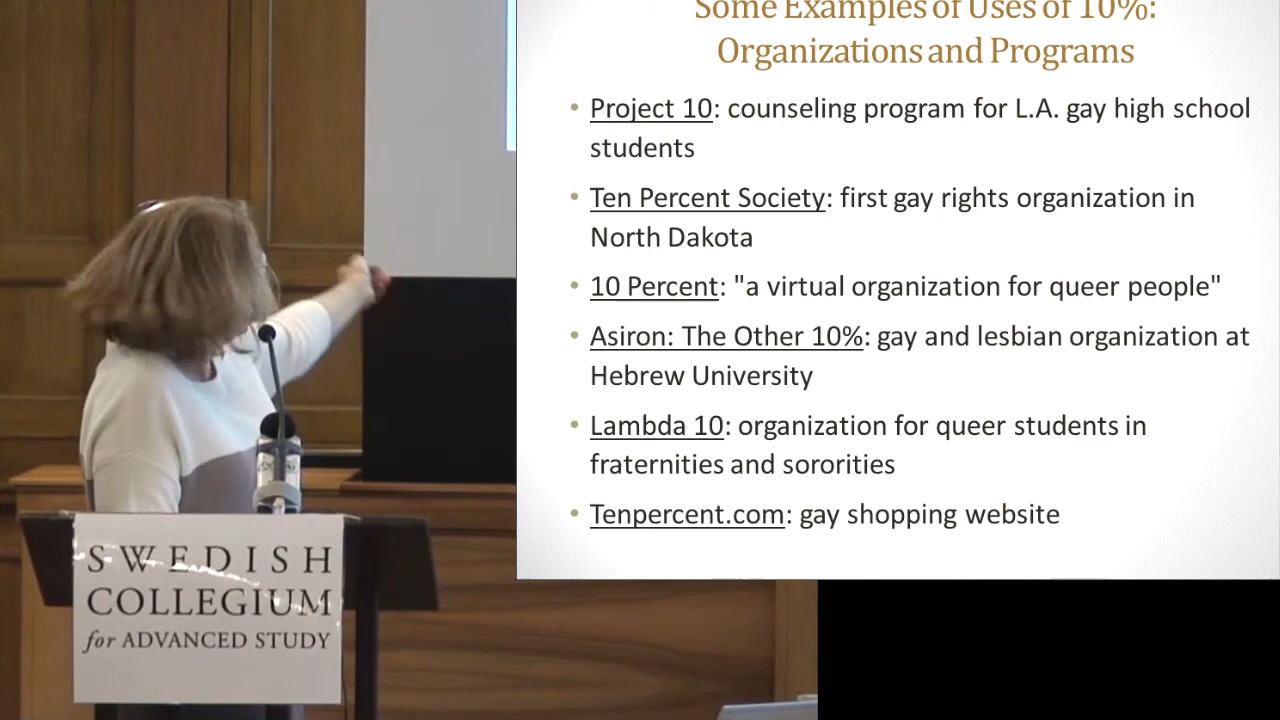 Some Examples of Uses of 10%:
Organizations and Programs
• Project 10: counseling program for L.A. gay high school
students
• Ten Percent Society: first gay rights organization in
North Dakota
• 10 Percent: "a virtual organization for queer people"
• Asiron: The Other 10%: gay and lesbian organization at
Hebrew University
• Lambda 10: organization for queer students in
fraternities and sororities
• Tenpercent.com: gay shopping website
SWEDISH
COLLEGIUM
for ADVANCED STUDY